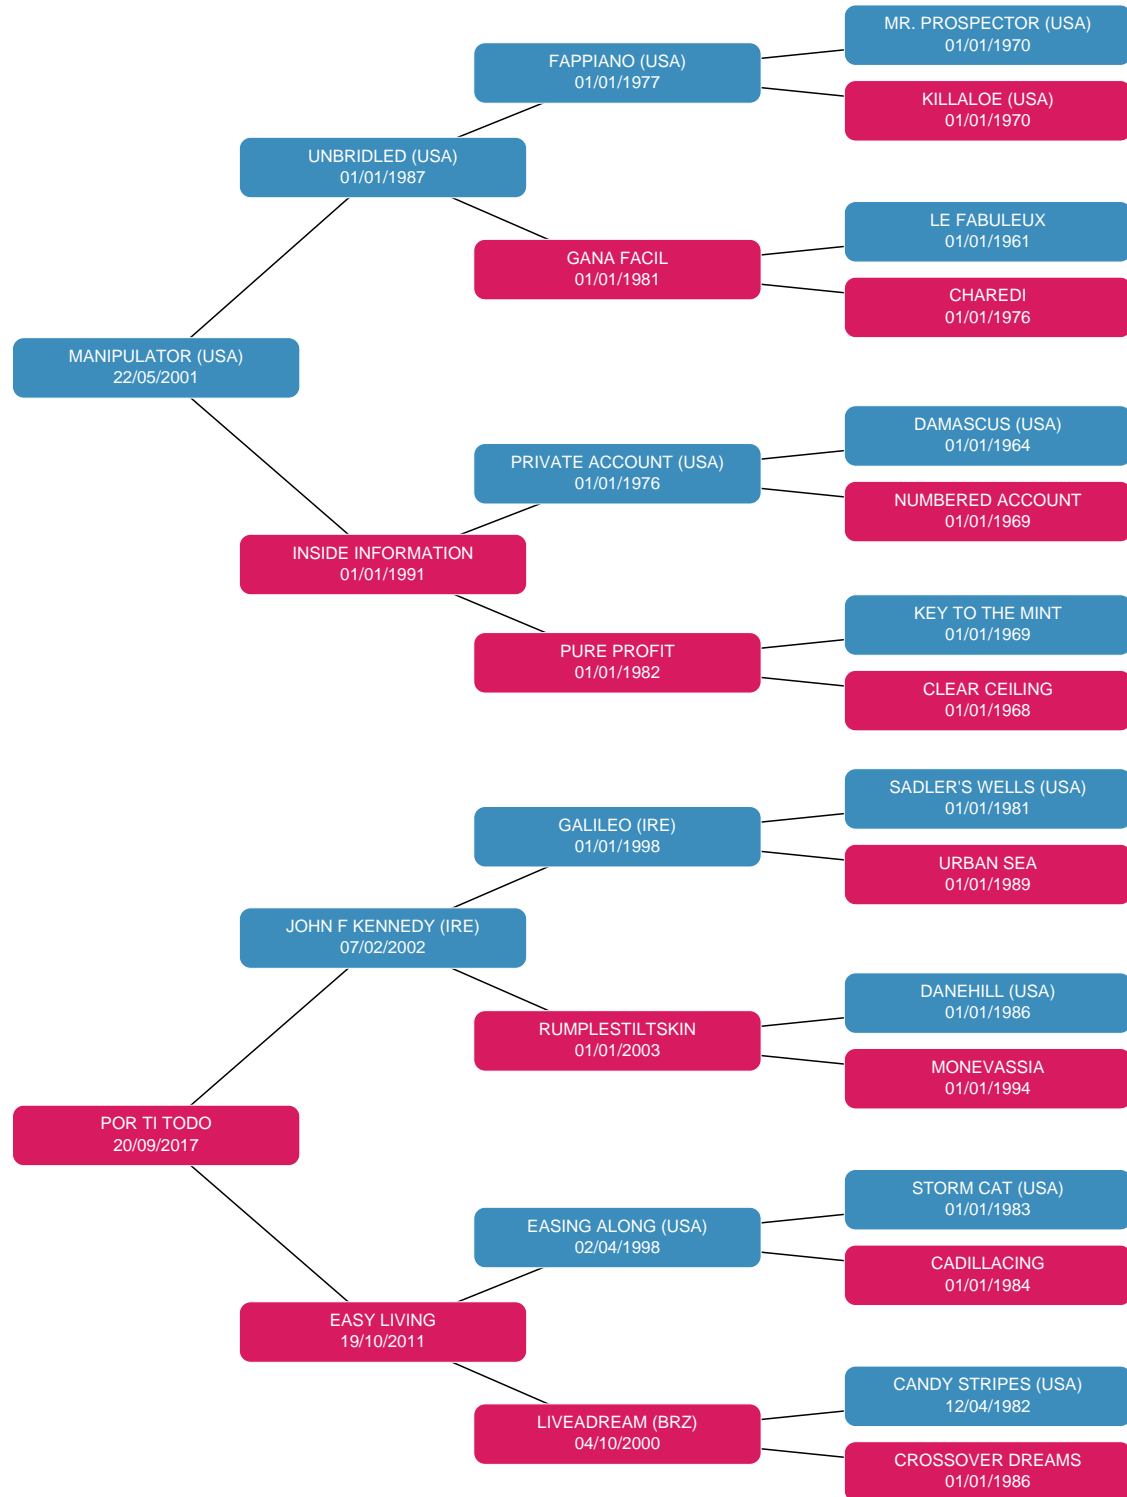 MR. PROSPECTOR (USA)
01/01/1970
FAPPIANO (USA)
01/01/1977
KILLALOE (USA)
01/01/1970
UNBRIDLED (USA)
01/01/1987
LE FABULEUX
01/01/1961
GANA FACIL
01/01/1981
CHAREDI
01/01/1976
MANIPULATOR (USA)
22/05/2001
DAMASCUS (USA)
01/01/1964
PRIVATE ACCOUNT (USA)
01/01/1976
NUMBERED ACCOUNT
01/01/1969
INSIDE INFORMATION
01/01/1991
KEY TO THE MINT
01/01/1969
PURE PROFIT
01/01/1982
CLEAR CEILING
01/01/1968
SADLER'S WELLS (USA)
01/01/1981
GALILEO (IRE)
01/01/1998
URBAN SEA
01/01/1989
JOHN F KENNEDY (IRE)
07/02/2002
DANEHILL (USA)
01/01/1986
RUMPLESTILTSKIN
01/01/2003
MONEVASSIA
01/01/1994
POR TI TODO
20/09/2017
STORM CAT (USA)
01/01/1983
EASING ALONG (USA)
02/04/1998
CADILLACING
01/01/1984
EASY LIVING
19/10/2011
CANDY STRIPES (USA)
12/04/1982
LIVEADREAM (BRZ)
04/10/2000
CROSSOVER DREAMS
01/01/1986